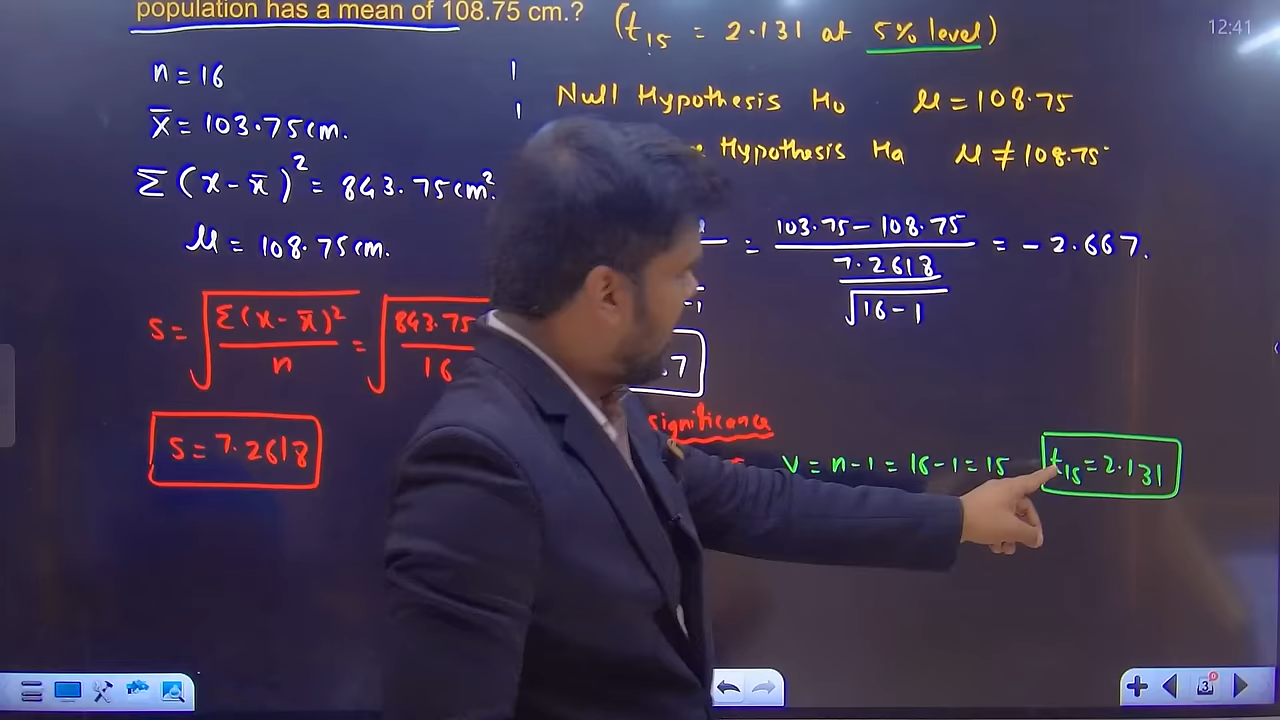 population has a mean of 108.75 cm.?
(t₁₅ = 2.131 at 5% level)
12:41
n = 16
x̄ = 103.75 cm.
Σ(x - x̄)² = 843.75 cm².
μ = 108.75 cm.
Null Hypothesis H₀ μ = 108.75
Hypothesis Ha μ ≠ 108.75
= (103.75 - 108.75) / (7.2618 / √(16-1)) = -2.667.
S = √(Σ(x - x̄)² / n) = √(843.75 / 16)
.7
S = 7.2618
significance
v = n-1 = 16-1 = 15
t₁₅ = 2.131